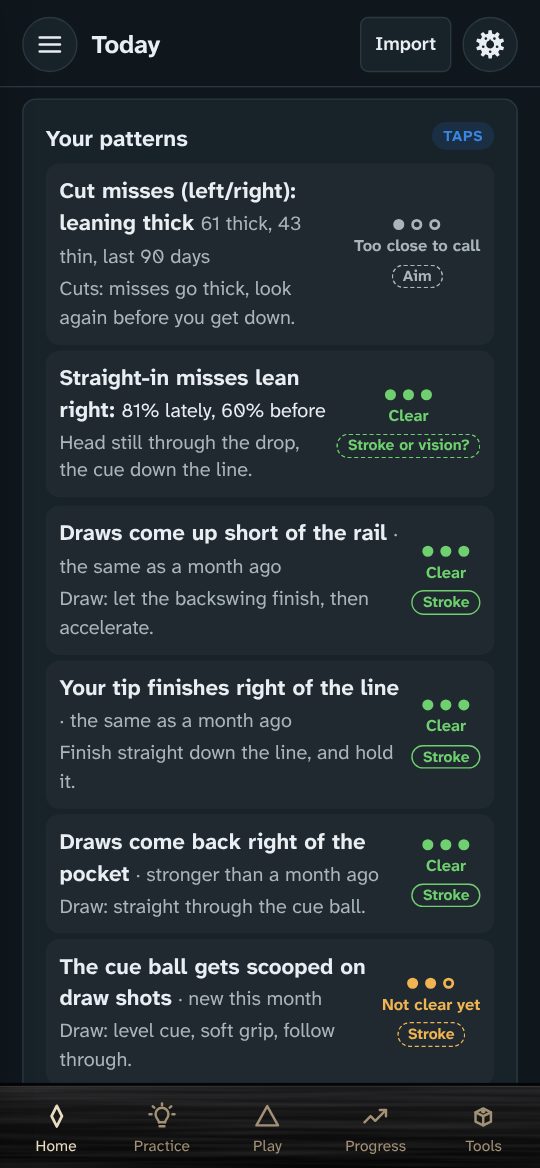 Today
Import
Your patterns
TAPS
Cut misses (left/right):
leaning thick 61 thick, 43
thin, last 90 days
Cuts: misses go thick, look
again before you get down.
Too close to call
Aim
Straight-in misses lean
right: 81% lately, 60% before
Head still through the drop,
the cue down the line.
Clear
Stroke or vision?
Draws come up short of the rail ·
the same as a month ago
Draw: let the backswing finish, then
accelerate.
Clear
Stroke
Your tip finishes right of the line
· the same as a month ago
Finish straight down the line, and hold
it.
Clear
Stroke
Draws come back right of the
pocket · stronger than a month ago
Draw: straight through the cue ball.
Clear
Stroke
The cue ball gets scooped on
draw shots · new this month
Draw: level cue, soft grip, follow
through.
Not clear yet
Stroke
Home
Practice
Play
Progress
Tools